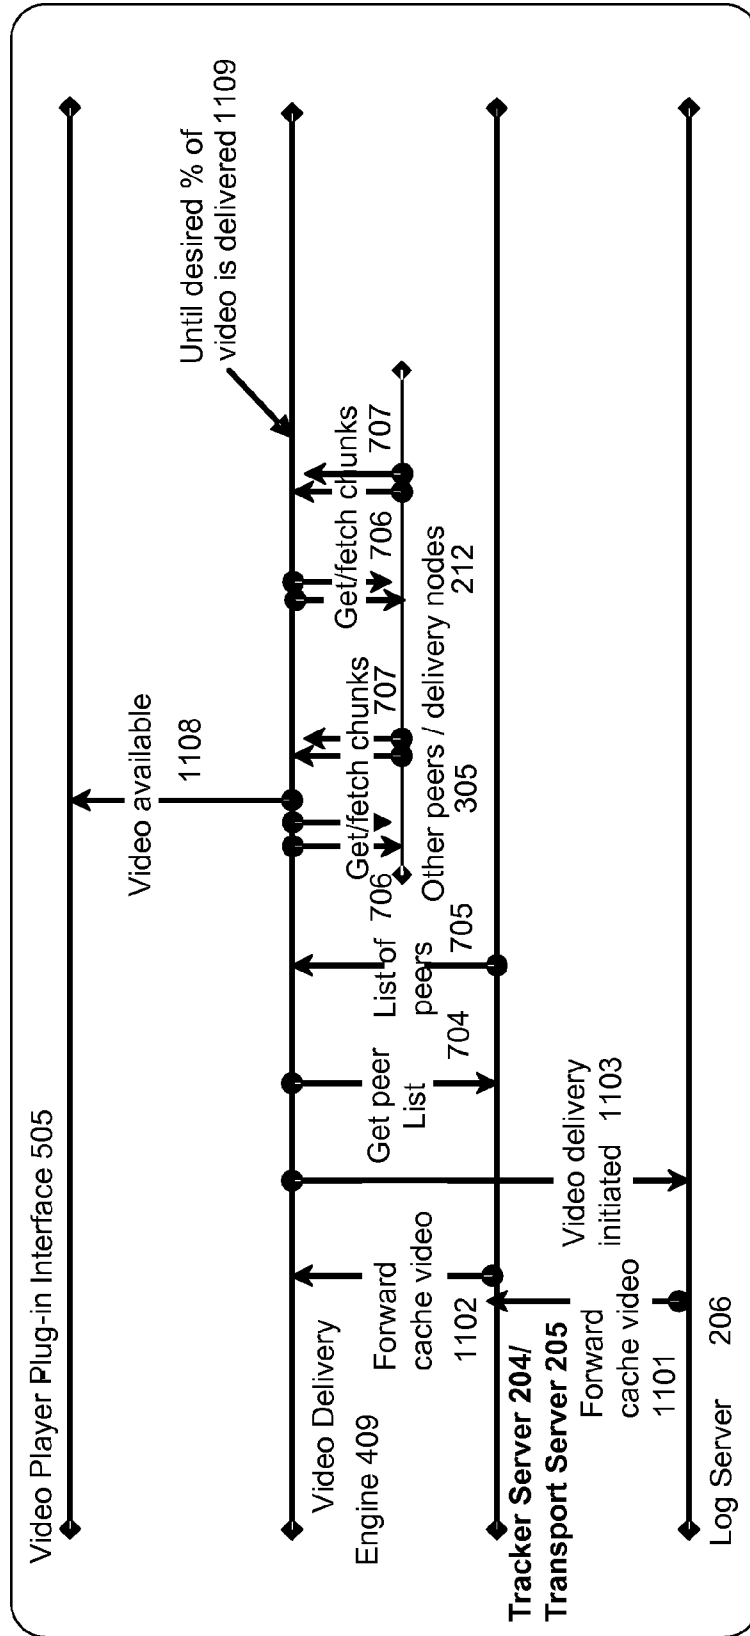 Video Player Plug-in Interface 505
Video available
1108
Until desired % of
video is delivered 1109
Video Delivery
Engine 409
Forward
cache video
1102
Get peer
List
704
List of
peers
705
706
Get/fetch chunks
707
Get/fetch chunks
706
707
Other peers / delivery nodes
305
212
Tracker Server 204/
Transport Server 205
Forward
cache video
1101
Video delivery
initiated 1103
Log Server
206